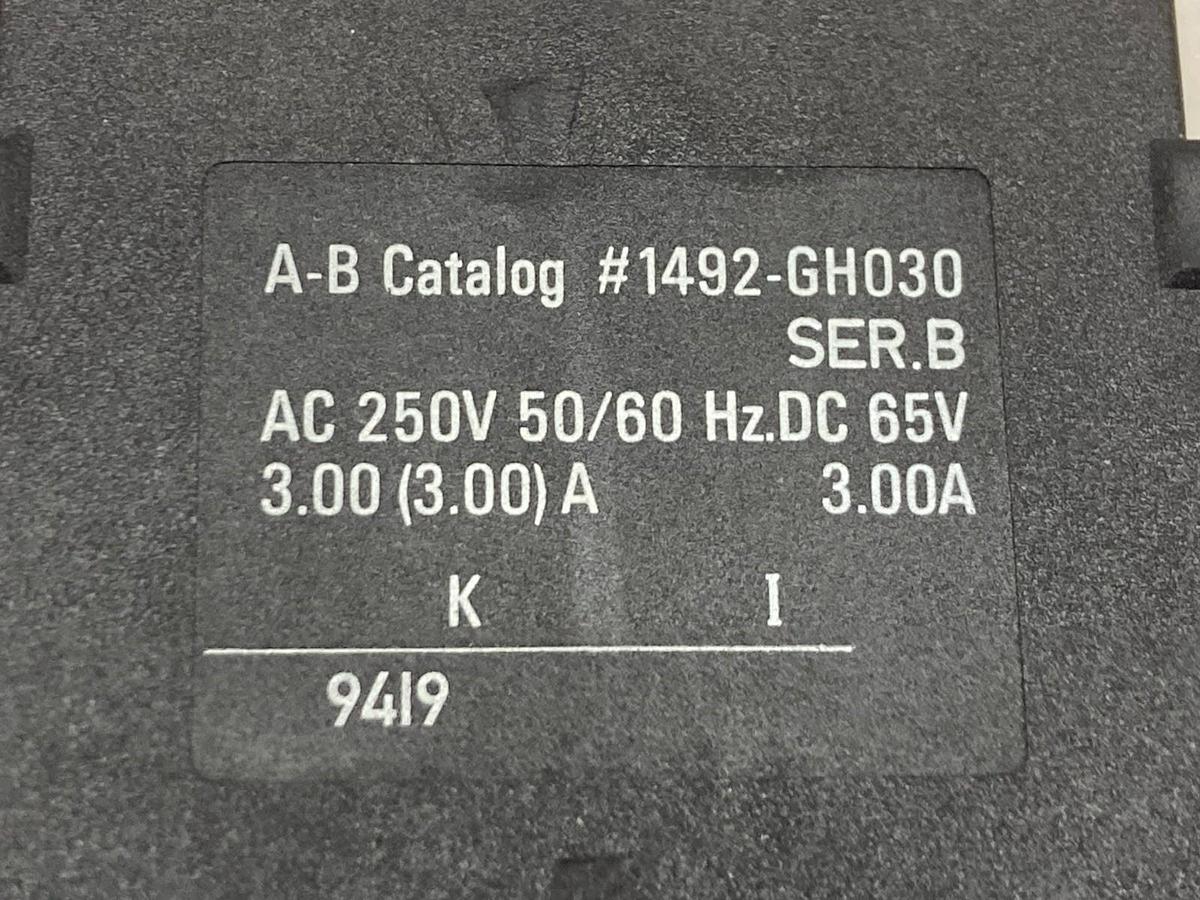 A-B Catalog #1492-GH030
SER.B
AC 250V 50/60 Hz.DC 65V
3.00 (3.00) A 3.00A
K I
9419